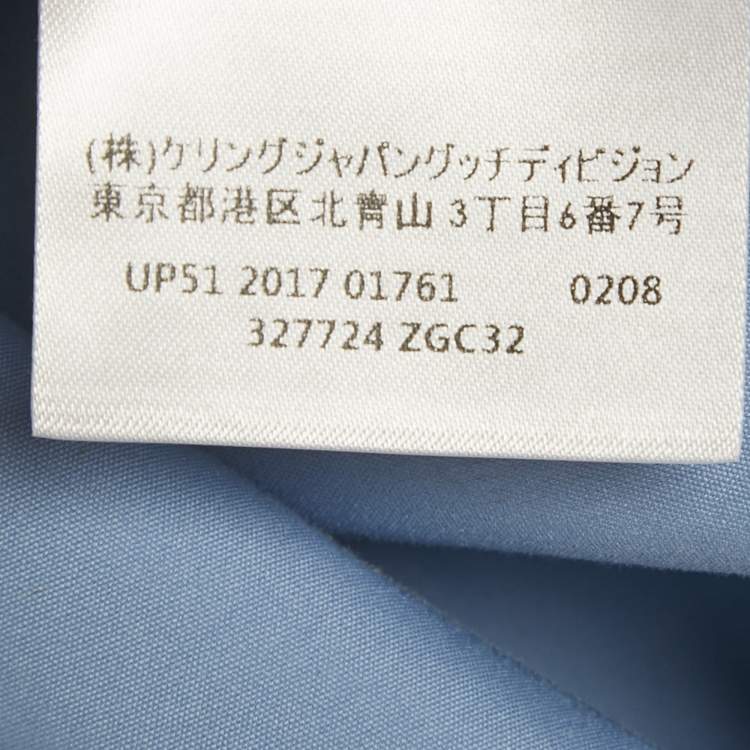 (株)ケリングジャパングッチディビジョン
東京都港区北青山3丁目6番7号
UP51 2017 01761 0208
327724 ZGC32